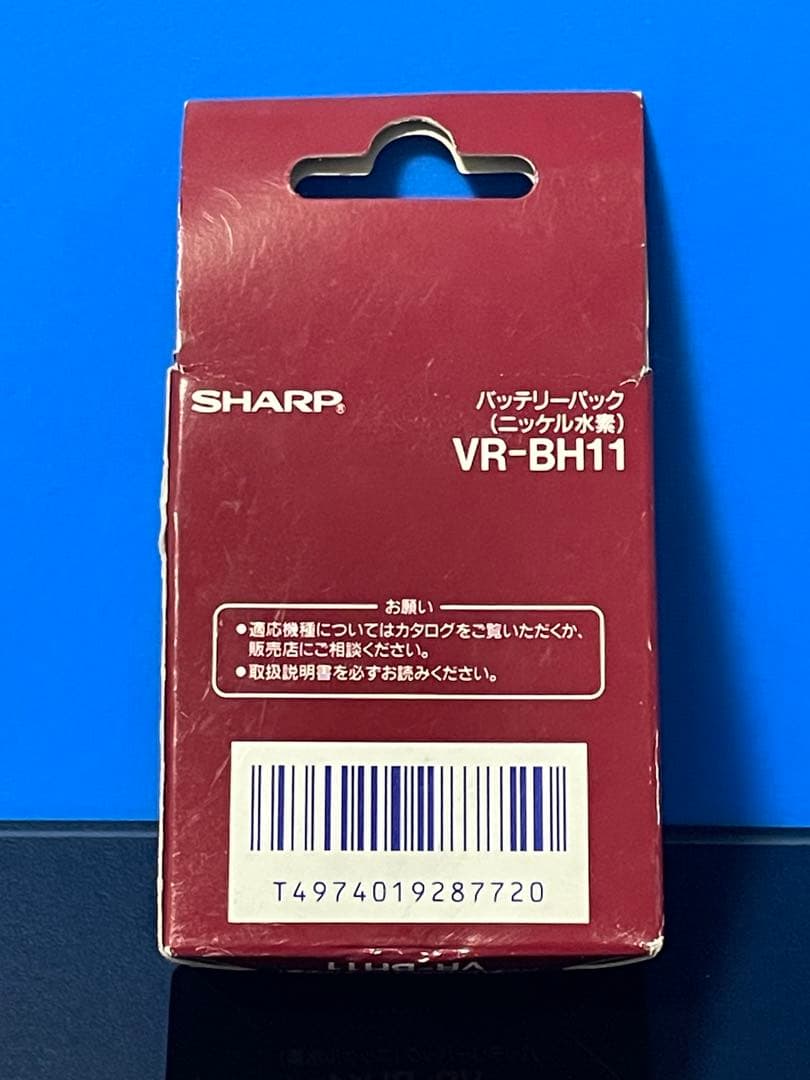 SHARP®
バッテリーパック
(ニッケル水素)
VR-BH11
お願い
●適応機種についてはカタログをご覧いただくか、
販売店にご相談ください。
●取扱説明書を必ずお読みください。
T4974019287720
VR-BH11